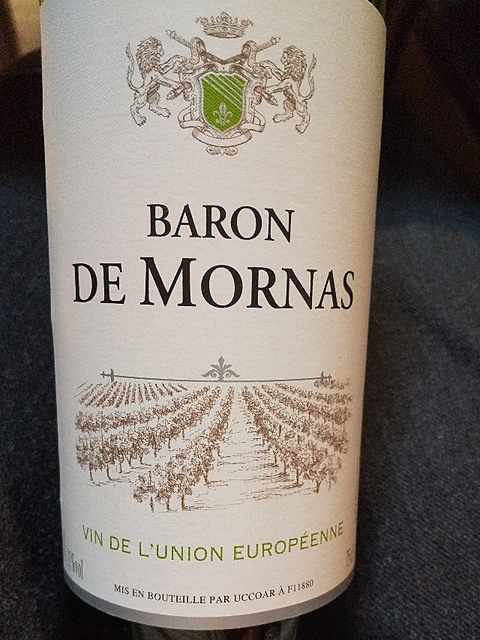 BARON
DE MORNAS
VIN DE L'UNION EUROPÉENNE
MIS EN BOUTEILLE PAR UCCOAR À F11880